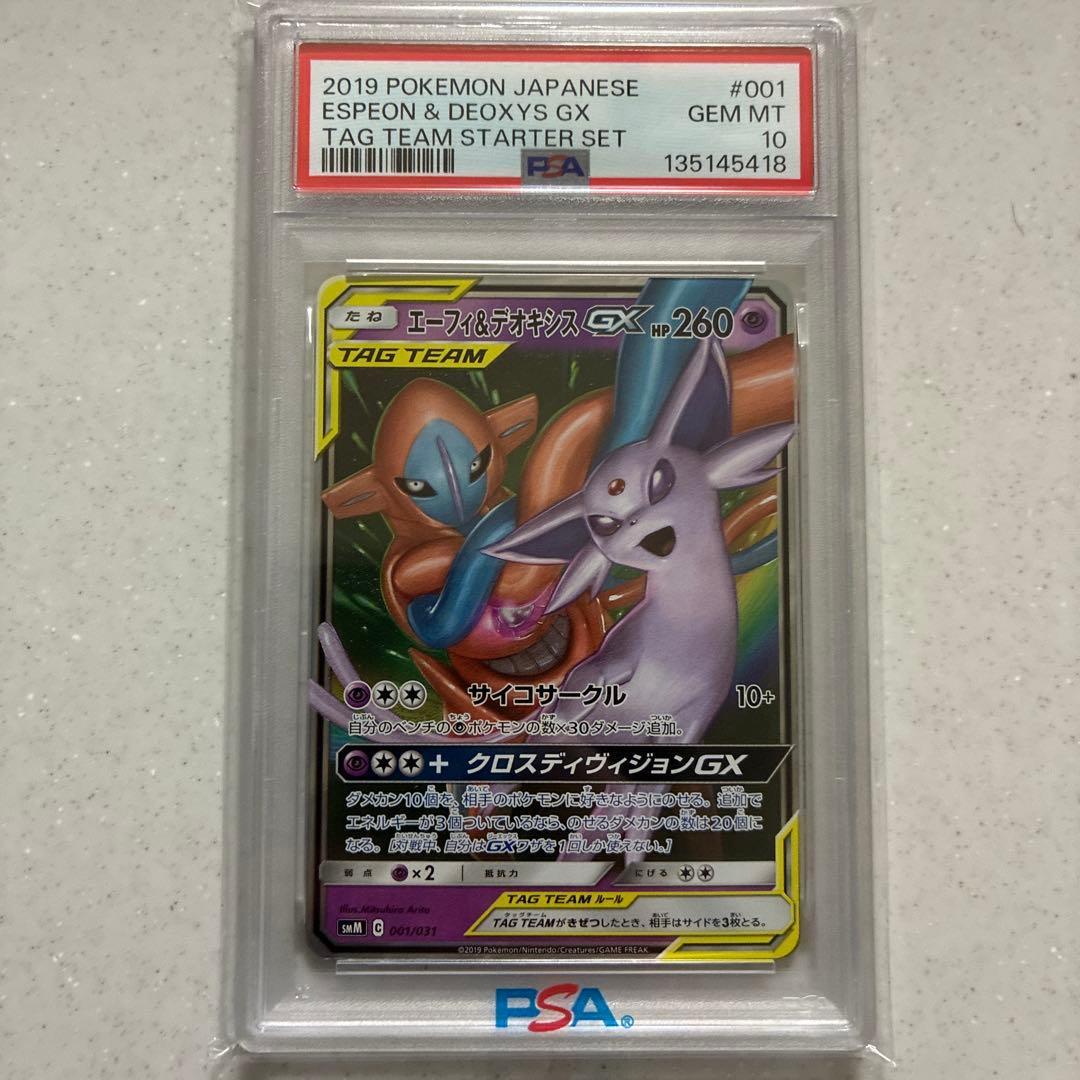 2019 POKEMON JAPANESE #001
ESPEON & DEOXYS GX GEM MT
TAG TEAM STARTER SET 10
PSA 135145418
たね エーフィ&デオキシスGX HP260
TAG TEAM
サイコサークル 10+
自分のベンチの ポケモンの数×30ダメージ追加。
+ クロスディヴィジョンGX
ダメカン10個を、相手のポケモンに好きなようにのせる。追加で
エネルギーが3個ついているなら、のせるダメカンの数は20個に
なる。[対戦中、自分はGXワザを1回しか使えない。]
弱点 ×2 抵抗力 にげる
TAG TEAM ルール
Illus.Mitsuhiro Arita
TAG TEAMがきぜつしたとき、相手はサイドを3枚とる。
SMM C 001/031
©2019 Pokémon/Nintendo/Creatures/GAME FREAK
PSA®